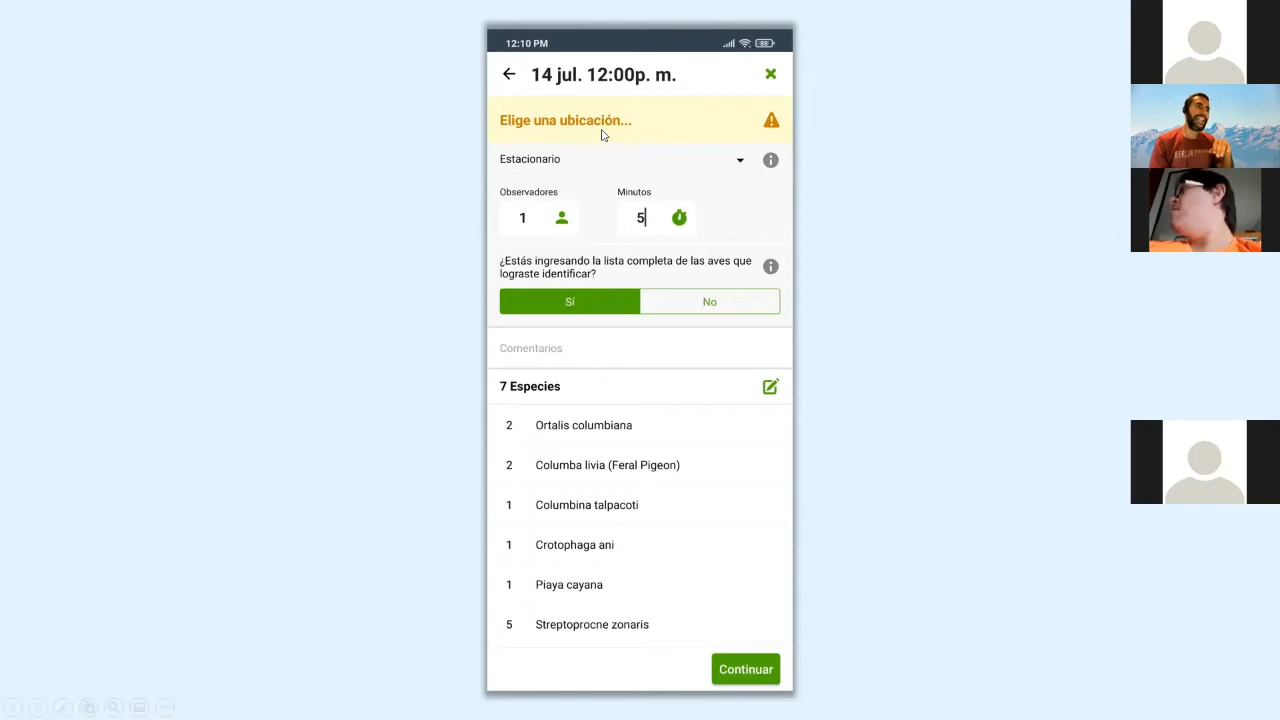 12:10 PM
88
14 jul. 12:00p. m.
Elige una ubicación...
Estacionario
Observadores
Minutos
1
5
¿Estás ingresando la lista completa de las aves que
lograste identificar?
Sí
No
Comentarios
7 Especies
2 Ortalis columbiana
2 Columba livia (Feral Pigeon)
1 Columbina talpacoti
1 Crotophaga ani
1 Piaya cayana
5 Streptoprocne zonaris
Continuar